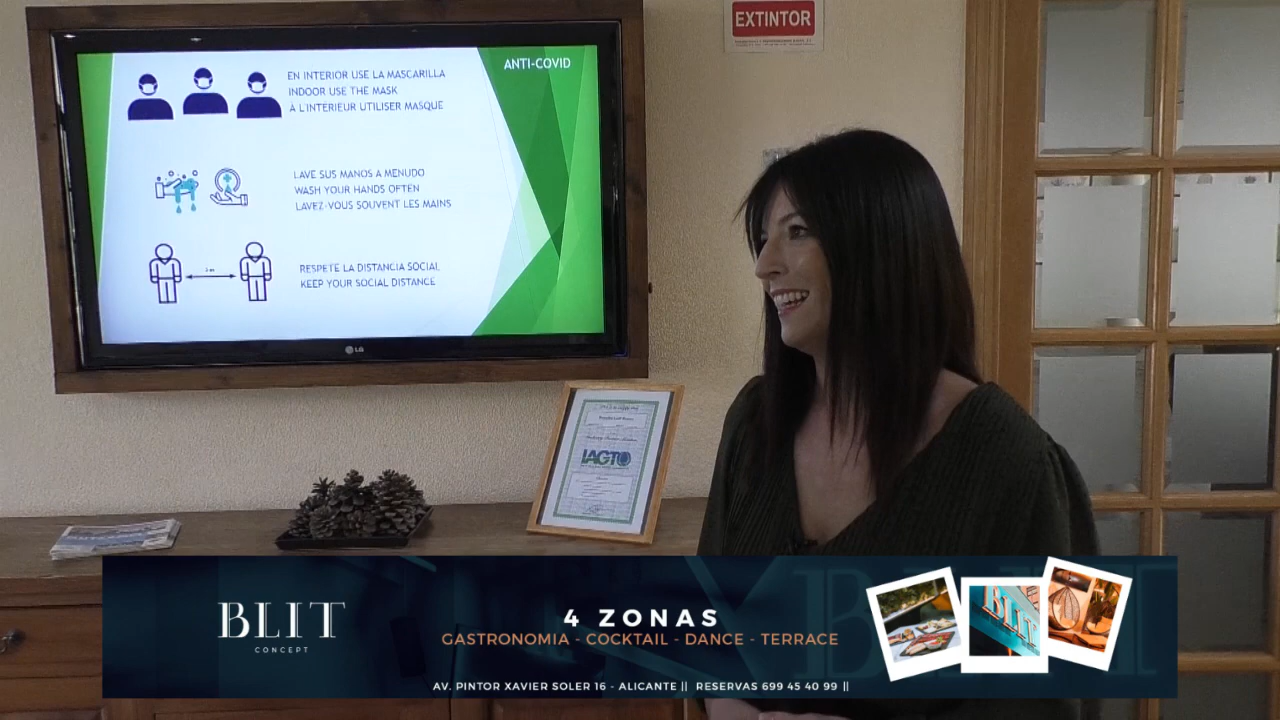 EXTINTOR
ANTI-COVID
EN INTERIOR USE LA MASCARILLA
INDOOR USE THE MASK
À L'INTÉRIEUR UTILISER MASQUE
LAVE SUS MANOS A MENUDO
WASH YOUR HANDS OFTEN
LAVEZ-VOUS SOUVENT LES MAINS
2 m
RESPETE LA DISTANCIA SOCIAL
KEEP YOUR SOCIAL DISTANCE
LG
IAGTO
BLIT
CONCEPT
4 ZONAS
GASTRONOMIA - COCKTAIL - DANCE - TERRACE
BLIT
AV. PINTOR XAVIER SOLER 16 - ALICANTE || RESERVAS 699 45 40 99 ||